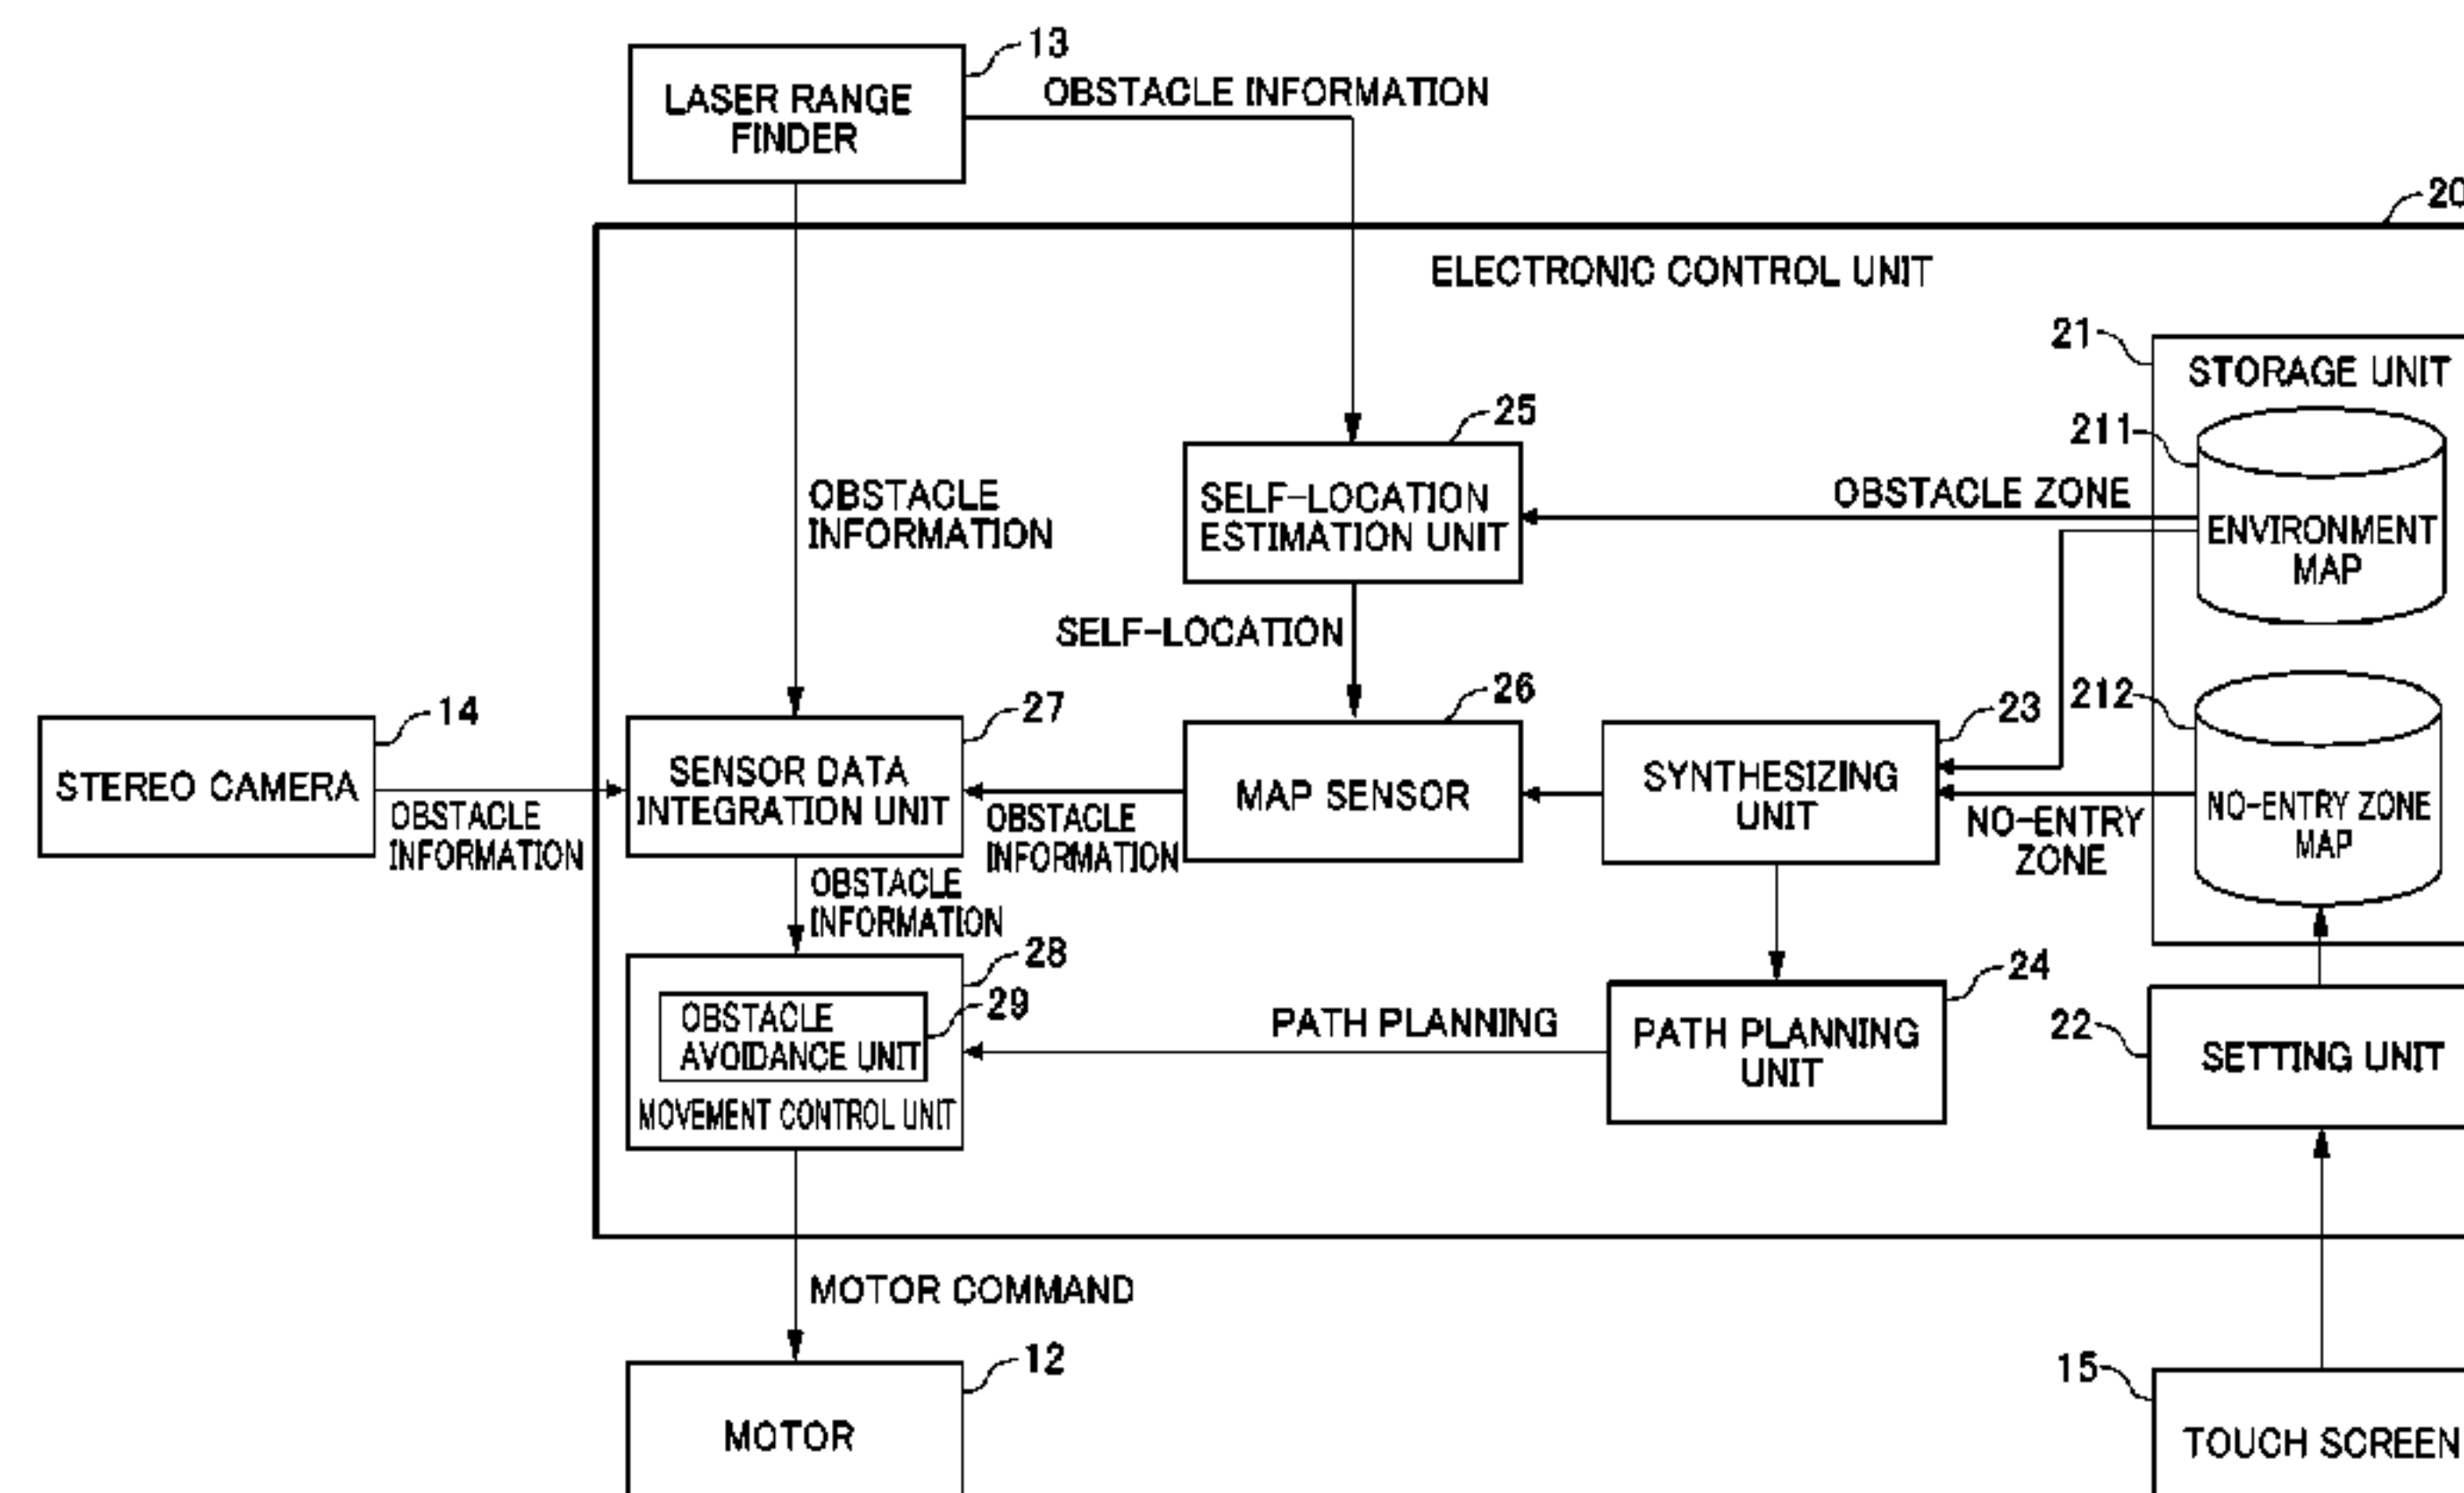 13
LASER RANGE
FINDER
OBSTACLE INFORMATION
20
ELECTRONIC CONTROL UNIT
21
STORAGE UNIT
25
211
OBSTACLE
INFORMATION
SELF-LOCATION
ESTIMATION UNIT
OBSTACLE ZONE
ENVIRONMENT
MAP
SELF-LOCATION
14
27
26
23
212
STEREO CAMERA
OBSTACLE
INFORMATION
SENSOR DATA
INTEGRATION UNIT
OBSTACLE
INFORMATION
MAP SENSOR
SYNTHESIZING
UNIT
NO-ENTRY
ZONE
NO-ENTRY ZONE
MAP
OBSTACLE
INFORMATION
28
29
OBSTACLE
AVOIDANCE UNIT
MOVEMENT CONTROL UNIT
PATH PLANNING
24
PATH PLANNING
UNIT
22
SETTING UNIT
MOTOR COMMAND
12
MOTOR
15
TOUCH SCREEN